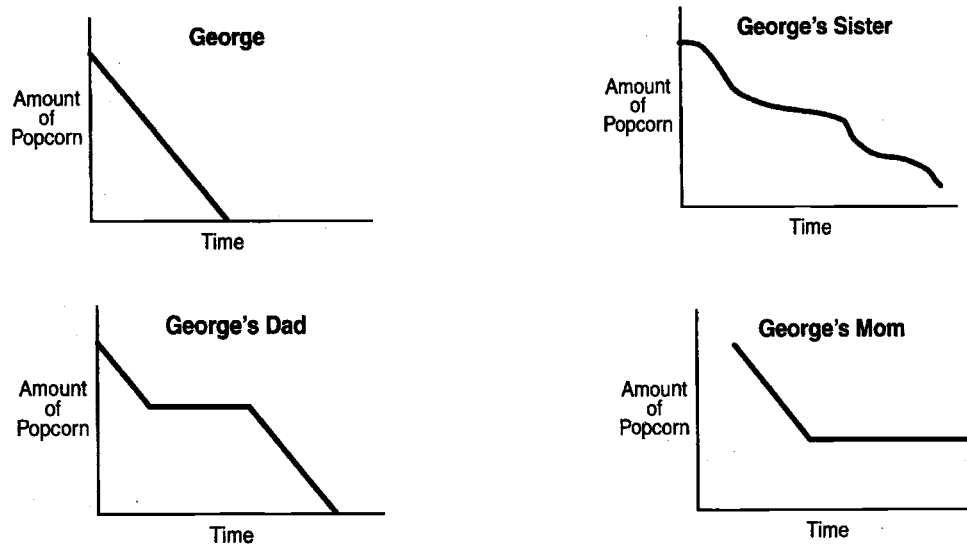 George
Amount
of
Popcorn
Time
George's Sister
Amount
of
Popcorn
Time
George's Dad
Amount
of
Popcorn
Time
George's Mom
Amount
of
Popcorn
Time